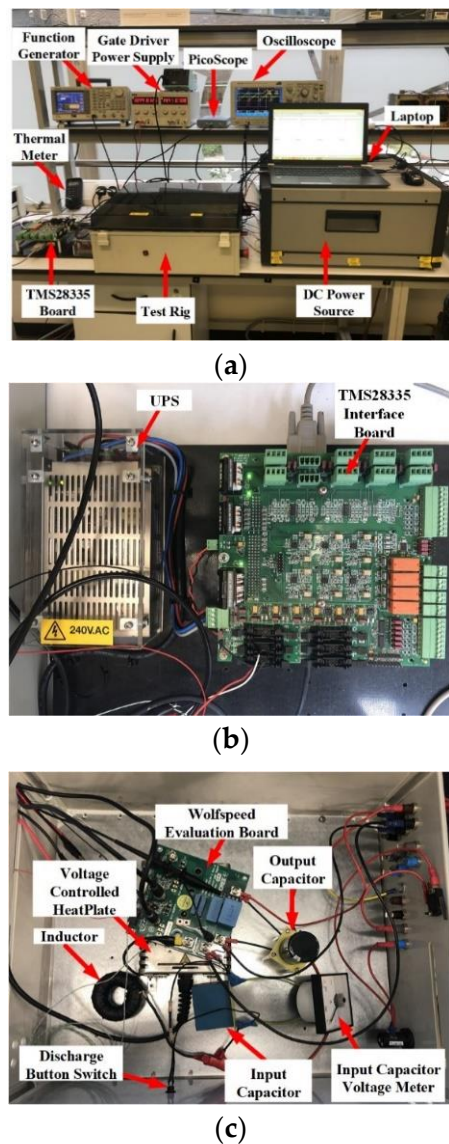 Function
Generator
Gate Driver
Power Supply
PicoScope
Oscilloscope
Laptop
Thermal
Meter
TMS28335
Board
Test Rig
DC Power
Source
(a)
UPS
TMS28335
Interface
Board
240V.AC
(b)
Wolfspeed
Evaluation Board
Voltage
Controlled
HeatPlate
Output
Capacitor
Inductor
Discharge
Button Switch
Input
Capacitor
Input Capacitor
Voltage Meter
(c)